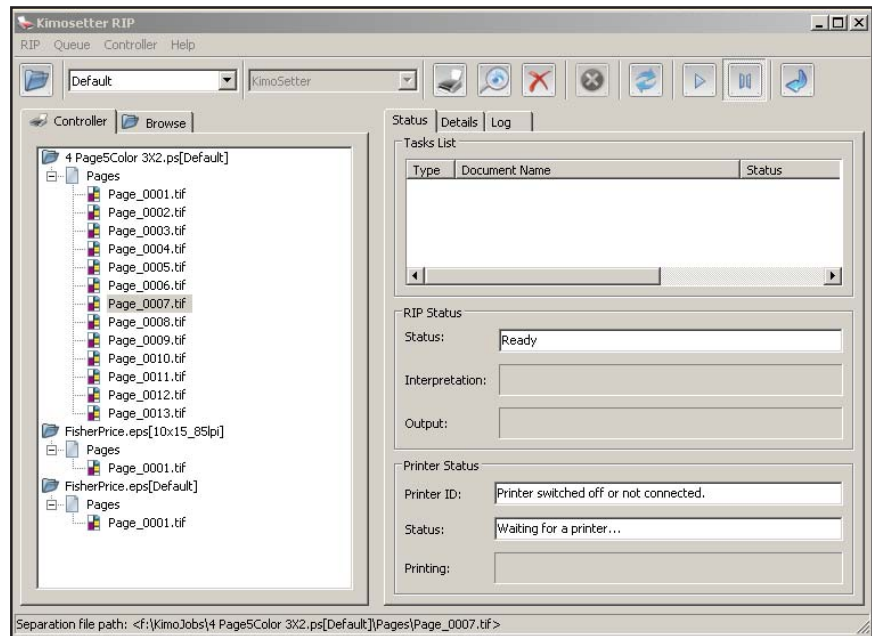 Kimosetter RIP
RIP Queue Controller Help
Default KimoSetter
Controller Browse
4 Page5Color 3X2.ps[Default]
Pages
Page_0001.tif
Page_0002.tif
Page_0003.tif
Page_0004.tif
Page_0005.tif
Page_0006.tif
Page_0007.tif
Page_0008.tif
Page_0009.tif
Page_0010.tif
Page_0011.tif
Page_0012.tif
Page_0013.tif
FisherPrice.eps[10x15_85lpi]
Pages
Page_0001.tif
FisherPrice.eps[Default]
Pages
Page_0001.tif
Status Details Log
Tasks List
Type Document Name Status
RIP Status
Status: Ready
Interpretation:
Output:
Printer Status
Printer ID: Printer switched off or not connected.
Status: Waiting for a printer...
Printing:
Separation file path: <f:\KimoJobs\4 Page5Color 3X2.ps[Default]\Pages\Page_0007.tif>